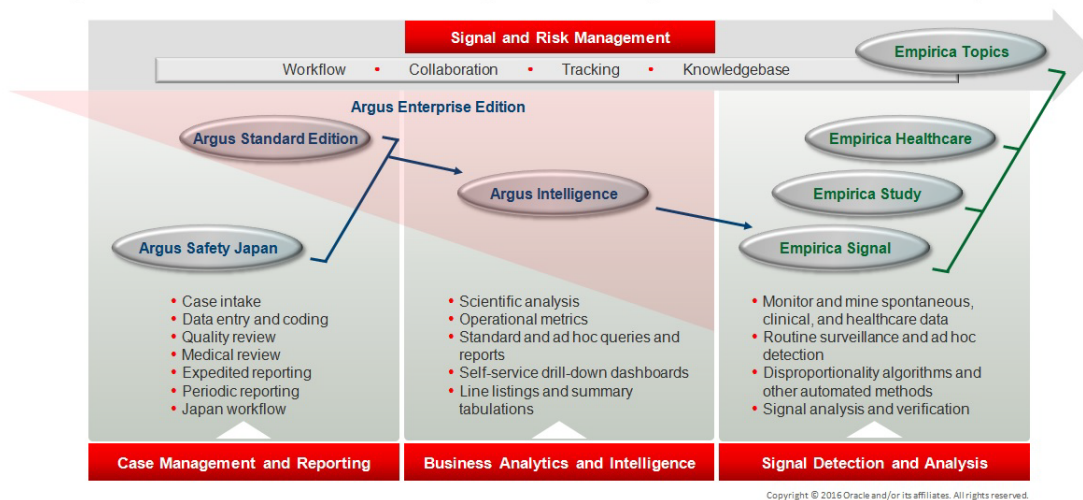 Signal and Risk Management
Workflow • Collaboration • Tracking • Knowledgebase
Empirica Topics
Argus Enterprise Edition
Argus Standard Edition
Argus Safety Japan
• Case intake
• Data entry and coding
• Quality review
• Medical review
• Expedited reporting
• Periodic reporting
• Japan workflow
Case Management and Reporting
Argus Intelligence
• Scientific analysis
• Operational metrics
• Standard and ad hoc queries and
reports
• Self-service drill-down dashboards
• Line listings and summary
tabulations
Business Analytics and Intelligence
Empirica Healthcare
Empirica Study
Empirica Signal
• Monitor and mine spontaneous,
clinical, and healthcare data
• Routine surveillance and ad hoc
detection
• Disproportionality algorithms and
other automated methods
• Signal analysis and verification
Signal Detection and Analysis
Copyright © 2016 Oracle and/or its affiliates. All rights reserved.